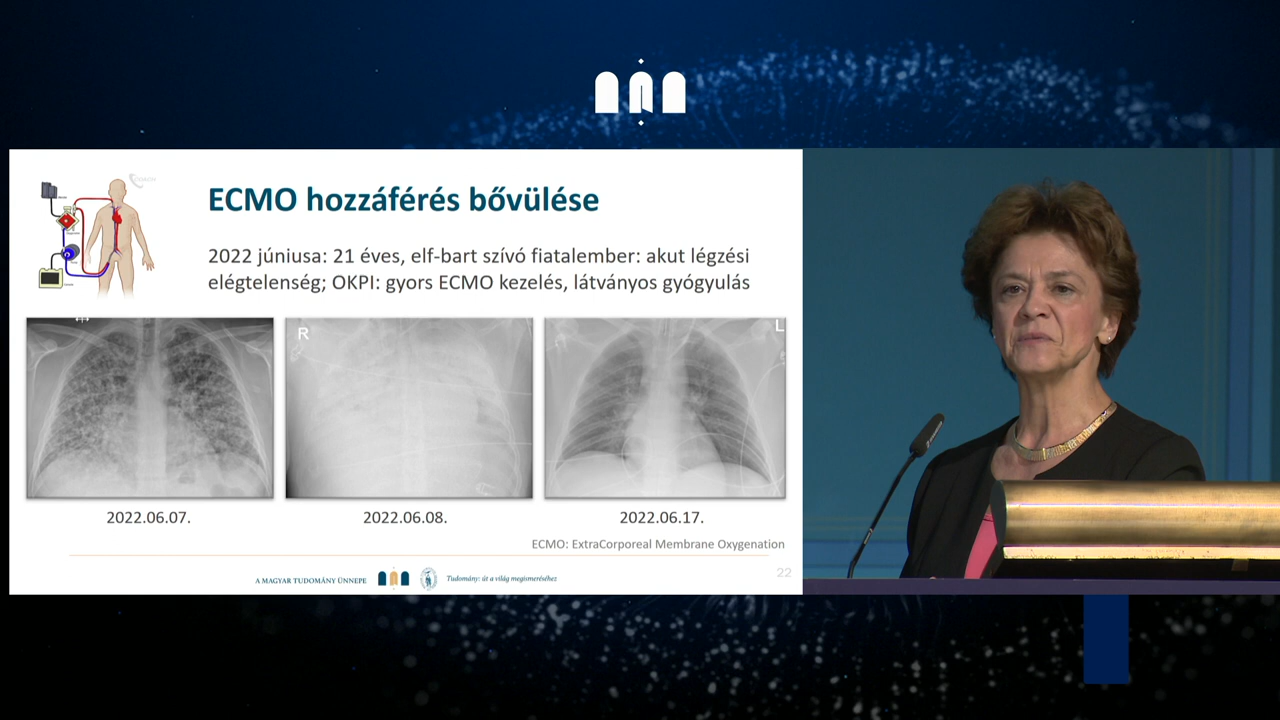 ECMO hozzáférés bővülése
2022 júniusa: 21 éves, elf-bart szívó fiatalember: akut légzési
elégtelenség; OKPI: gyors ECMO kezelés, látványos gyógyulás
R
L
2022.06.07.
2022.06.08.
2022.06.17.
ECMO: ExtraCorporeal Membrane Oxygenation
A MAGYAR TUDOMÁNY ÜNNEPE
Tudomány: út a világ megismeréséhez
22